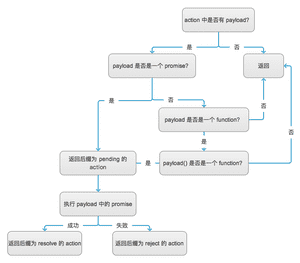 action 中是否有 payload?
是
否
payload 是否是一个 promise?
返回
是
否
否
否
payload 是否是一个 function?
是
返回后缀为 pending 的
action
是
payload() 是否是一个 function?
否
执行 payload 中的 promise
成功
失败
返回后缀为 resolve 的 action
返回后缀为 reject 的 action